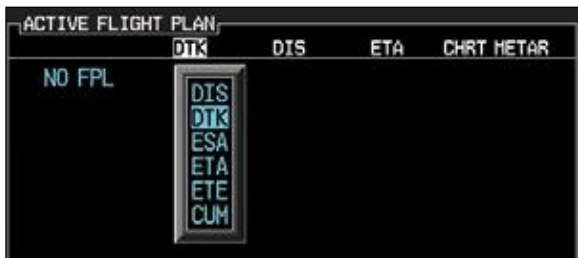 ACTIVE FLIGHT PLAN
DTK DIS ETA CHRT METAR
NO FPL
DIS
DTK
ESA
ETA
ETE
CUM